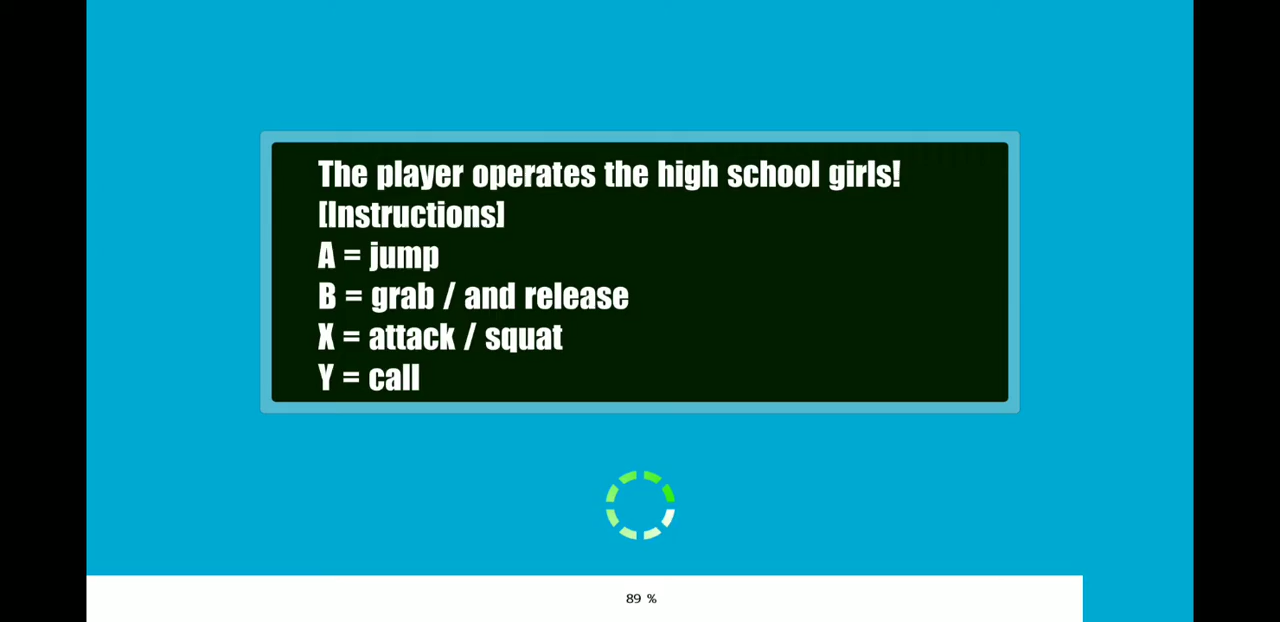 The player operates the high school girls!
[Instructions]
A = jump
B = grab / and release
X = attack / squat
Y = call
89 %